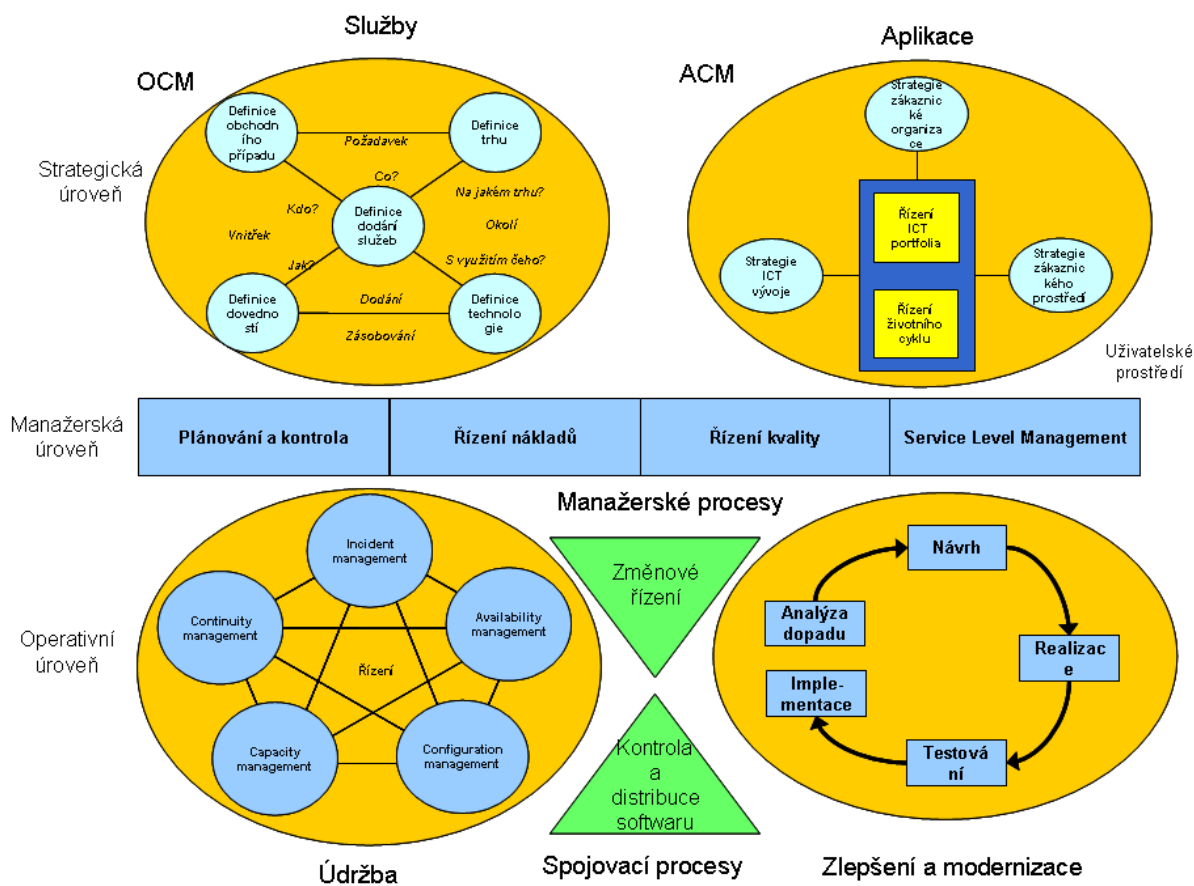 Služby
Aplikace
OCM
ACM
Strategická
úroveň
Definice
obchod­n
ího
případu
Požadavek
Definice
trhu
Co?
Na jakém trhu?
Kdo?
Definice
dodání
služeb
Vnitřek
Okolí
Jak?
S využitím čeho?
Definice
dovedno
stí
Dodání
Zásobování
Definice
technolo
gie
Strategie
zákaznic
ké
organiza
ce
Řízení
ICT
portfolia
Strategie
ICT
vývoje
Strategie
zákaznic
kého
prostředí
Řízení
životního
cyklu
Uživatelské
prostředí
Manažerská
úroveň
Plánování a kontrola
Řízení nákladů
Řízení kvality
Service Level Management
Manažerské procesy
Operativní
úroveň
Incident
management
Continuity
management
Availability
management
Řízení
Capacity
management
Configuration
management
Změnové
řízení
Kontrola
a
distribuce
softwaru
Návrh
Analýza
dopadu
Realizac
e
Imple-
mentace
Testová
ní
Údržba
Spojovací procesy
Zlepšení a modernizace